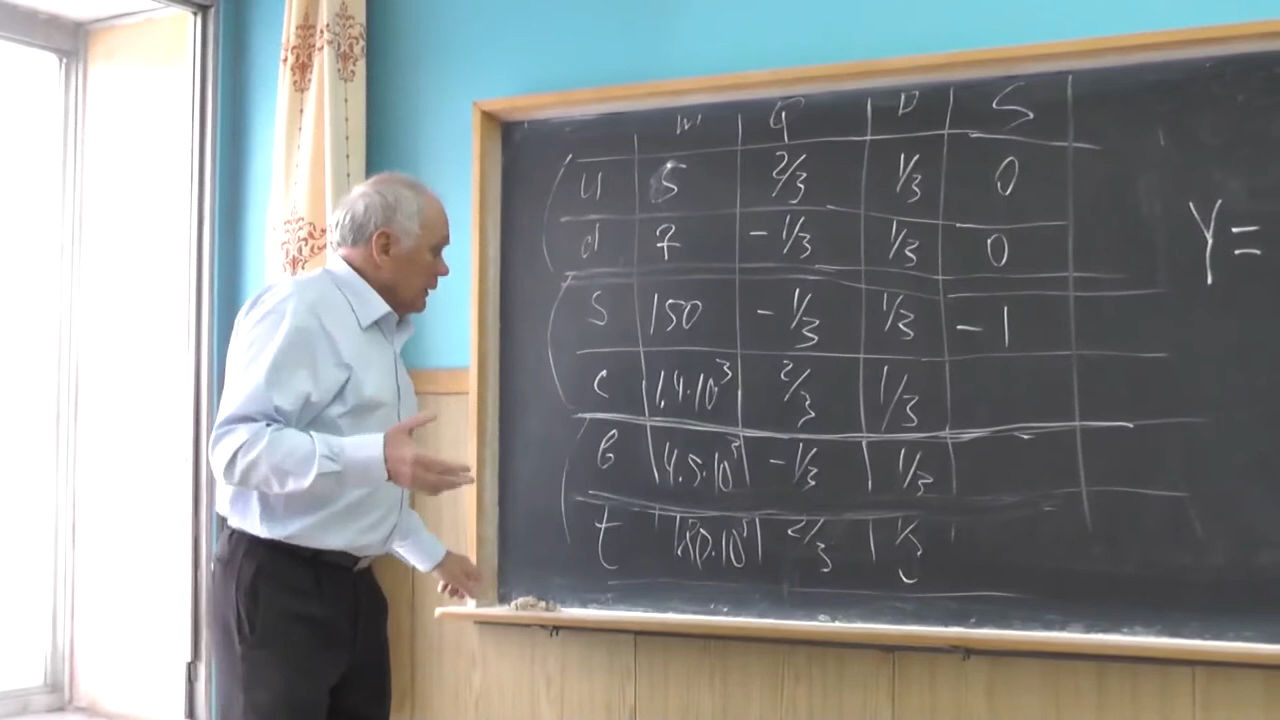 m Q B S
u 5 2/3 1/3 0
d 7 -1/3 1/3 0
s 150 -1/3 1/3 -1
c 1,4·10³ 2/3 1/3
b 4.5·10³ -1/3 1/3
t 180·10³ 2/3 1/3
Y =